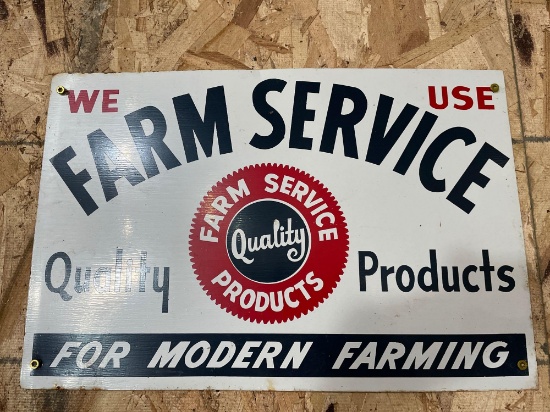 WE USE
FARM SERVICE
FARM SERVICE
Quality
PRODUCTS
Quality Products
FOR MODERN FARMING